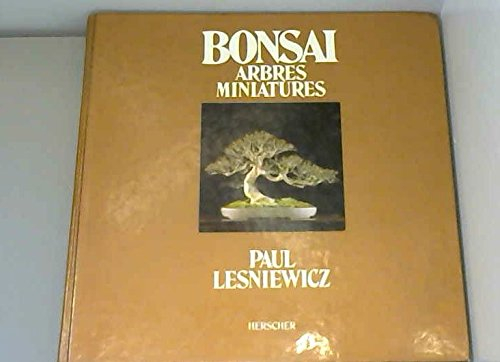 BONSAI
ARBRES
MINIATURES
PAUL
LESNIEWICZ
HERSCHER